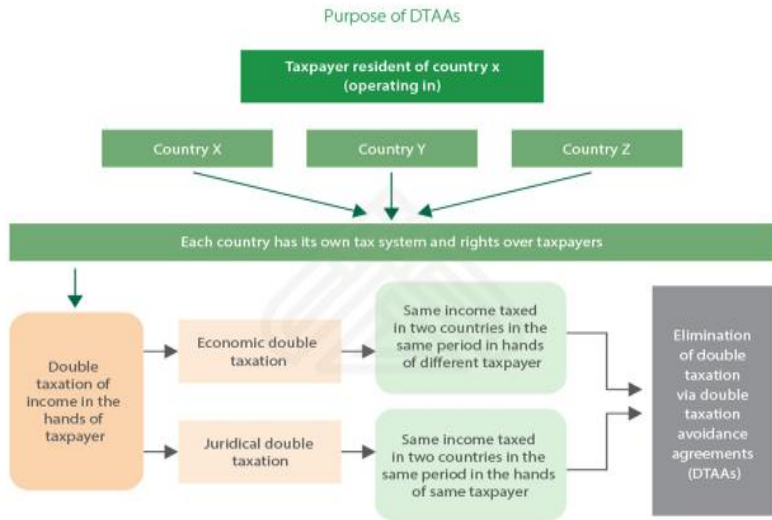 Purpose of DTAAs
Taxpayer resident of country x
(operating in)
Country X
Country Y
Country Z
Each country has its own tax system and rights over taxpayers
Double
taxation of
income in the
hands of
taxpayer
Economic double
taxation
Same income taxed
in two countries in the
same period in hands
of different taxpayer
Juridical double
taxation
Same income taxed
in two countries in the
same period in the hands
of same taxpayer
Elimination
of double
taxation
via double
taxation
avoidance
agreements
(DTAAs)